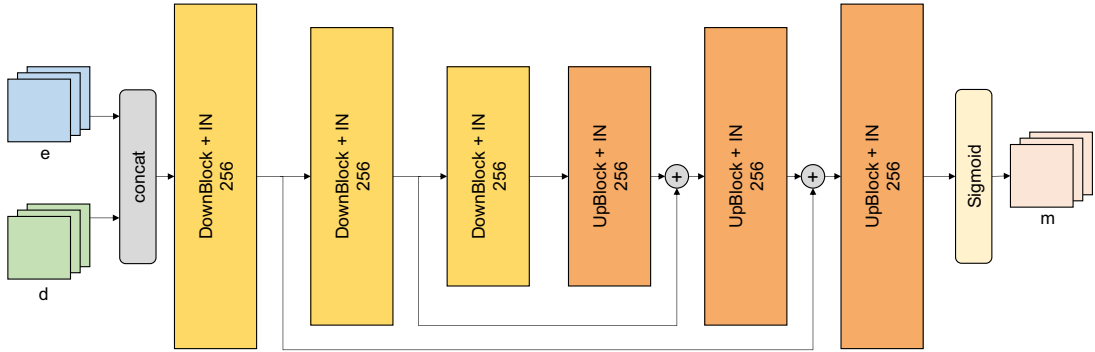 e
d
concat
DownBlock + IN
256
DownBlock + IN
256
DownBlock + IN
256
UpBlock + IN
256
+
UpBlock + IN
256
+
UpBlock + IN
256
Sigmoid
m